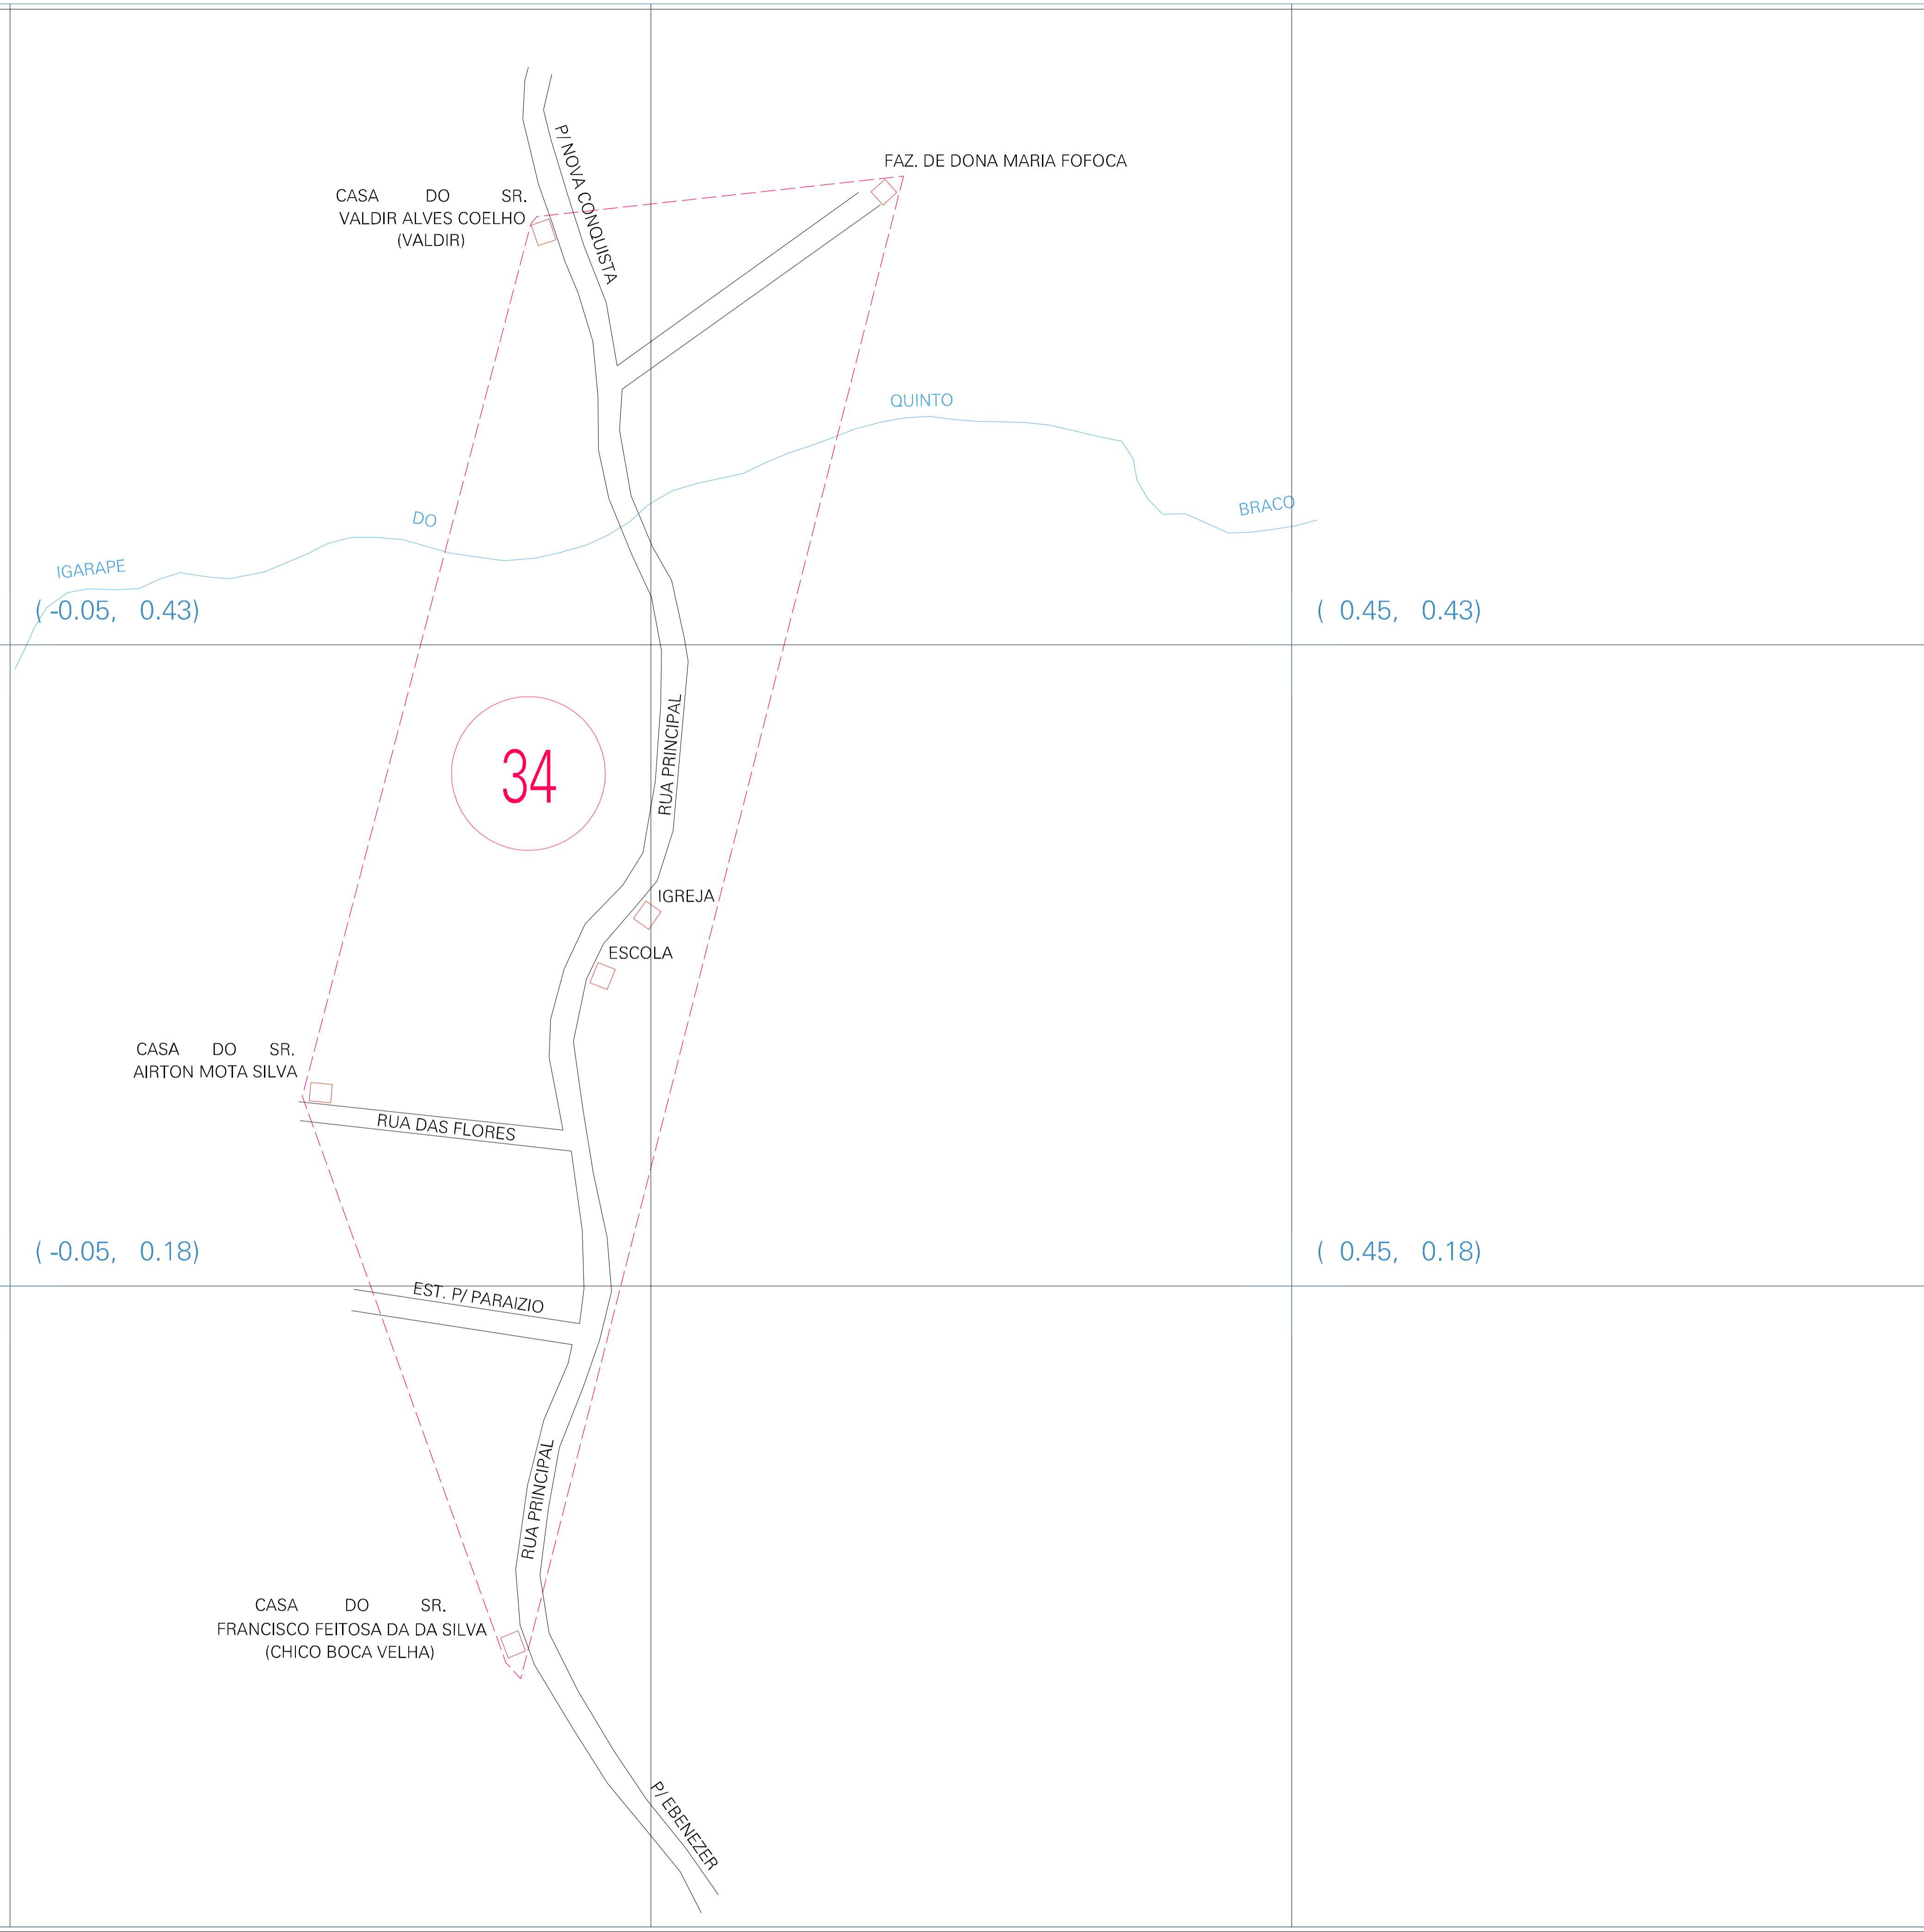 P/ NOVA CONQUISTA
FAZ. DE DONA MARIA FOFOCA
CASA DO SR.
VALDIR ALVES COELHO
(VALDIR)
QUINTO
BRACO
DO
IGARAPE
( -0.05, 0.43)
( 0.45, 0.43)
RUA PRINCIPAL
34
IGREJA
ESCOLA
CASA DO SR.
AIRTON MOTA SILVA
RUA DAS FLORES
( -0.05, 0.18)
( 0.45, 0.18)
EST. P/ PARAIZIO
RUA PRINCIPAL
CASA DO SR.
FRANCISCO FEITOSA DA DA SILVA
(CHICO BOCA VELHA)
P/ EBENEZER